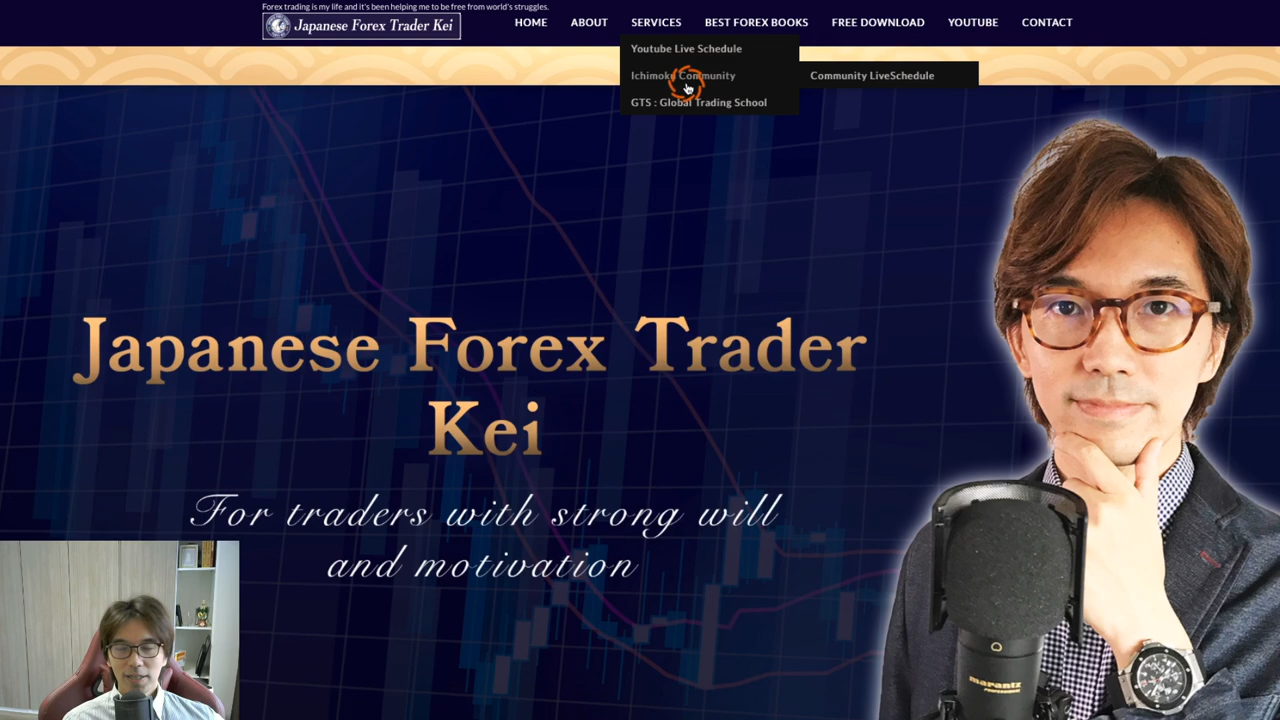 Forex trading is my life and it's been helping me to be free from world's struggles.
Japanese Forex Trader Kei
HOME ABOUT SERVICES BEST FOREX BOOKS FREE DOWNLOAD YOUTUBE CONTACT
Youtube Live Schedule
Ichimoku Community
Community LiveSchedule
GTS : Global Trading School
Japanese Forex Trader
Kei
For traders with strong will
and motivation
marantz
PROFESSIONAL